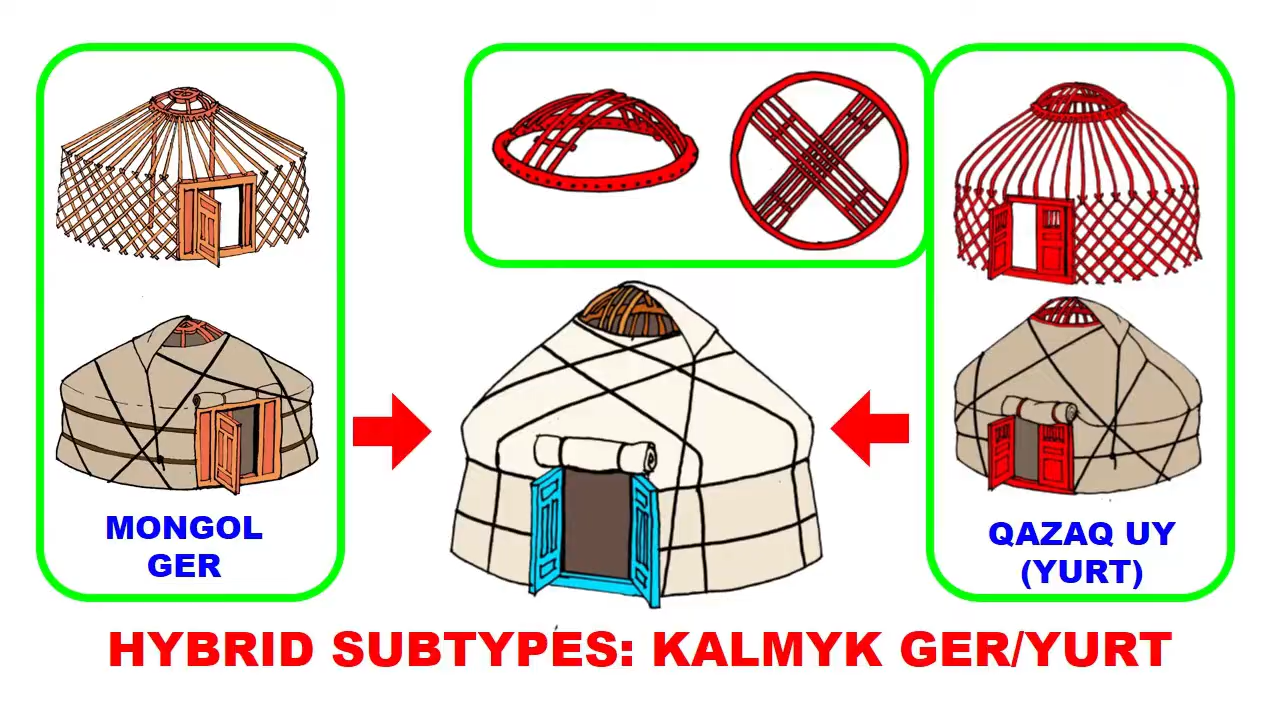 MONGOL
GER
QAZAQ UY
(YURT)
HYBRID SUBTYPES: KALMYK GER/YURT